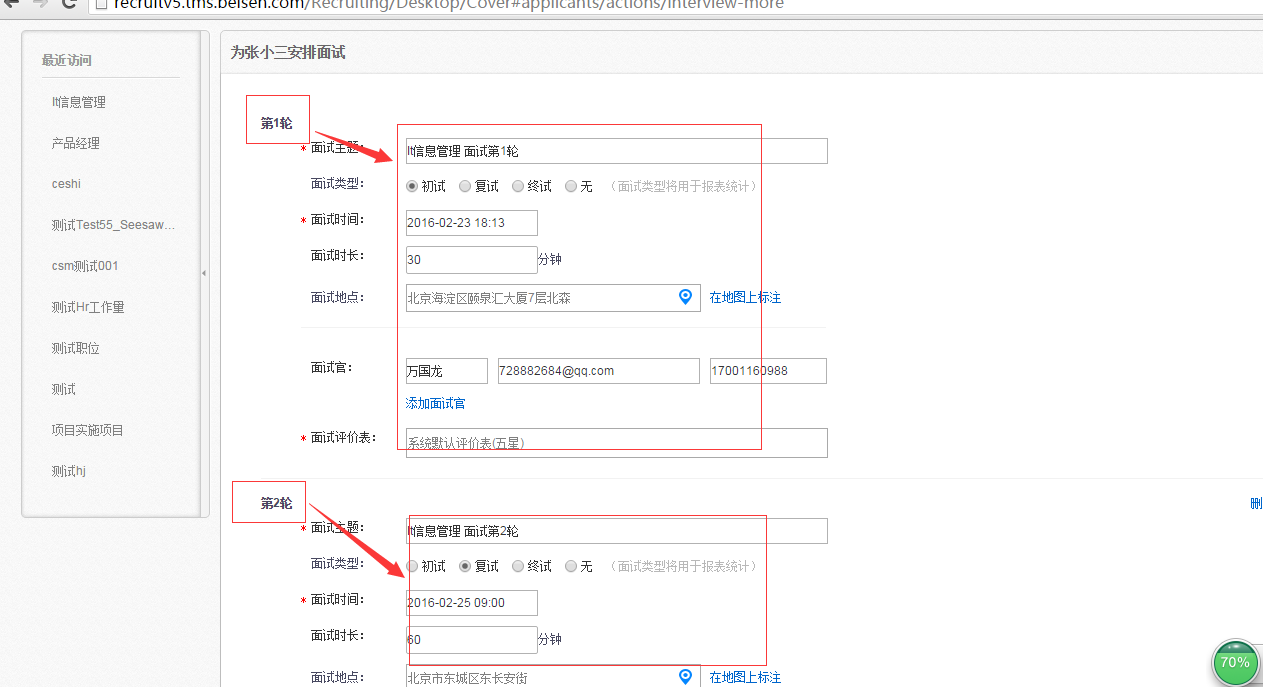 recruitv5.tms.beisen.com/Recruiting/Desktop/Cover#applicants/actions/interview-more
最近访问
It信息管理
产品经理
ceshi
测试Test55_Seesaw...
csm测试001
测试Hr工作量
测试职位
测试
项目实施项目
测试hj
为张小三安排面试
第1轮
* 面试主题: It信息管理 面试第1轮
面试类型: 初试 复试 终试 无 (面试类型将用于报表统计)
* 面试时间: 2016-02-23 18:13
面试时长: 30 分钟
面试地点: 北京海淀区颐泉汇大厦7层北森 在地图上标注
面试官: 万国龙 728882684@qq.com 17001160988
添加面试官
* 面试评价表: 系统默认评价表(五星)
第2轮 删
* 面试主题: It信息管理 面试第2轮
面试类型: 初试 复试 终试 无 (面试类型将用于报表统计)
* 面试时间: 2016-02-25 09:00
面试时长: 60 分钟
面试地点: 北京市东城区东长安街 在地图上标注
70%